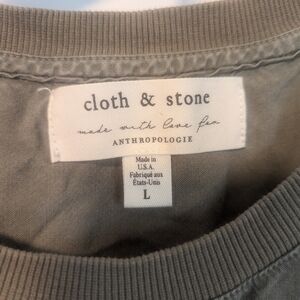 cloth & stone
made with love for
ANTHROPOLOGIE
Made in
U.S.A.
Fabriqué aux
États-Unis
L